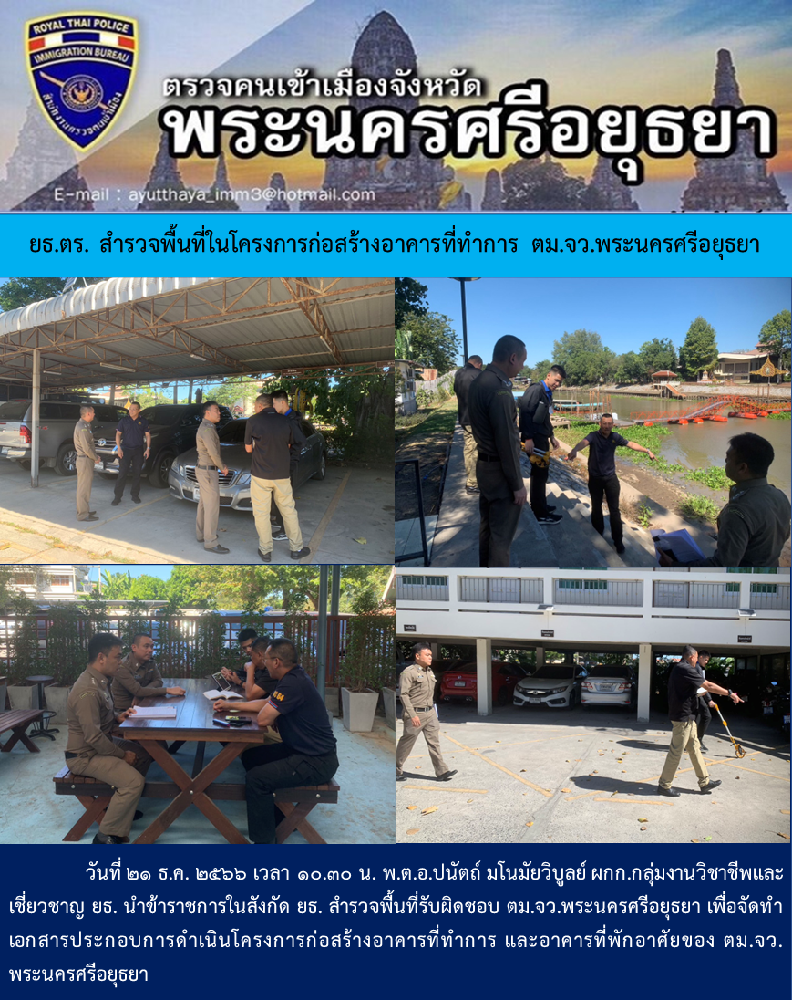 ROYAL THAI POLICE
IMMIGRATION BUREAU
สำนักงานตรวจคนเข้าเมือง
ตรวจคนเข้าเมืองจังหวัด
พระนครศรีอยุธยา
E-mail : ayutthaya_imm3@hotmail.com
ยธ.ตร. สำรวจพื้นที่ในโครงการก่อสร้างอาคารที่ทำการ ตม.จว.พระนครศรีอยุธยา
วันที่ ๒๑ ธ.ค. ๒๕๖๖ เวลา ๑๐.๓๐ น. พ.ต.อ.ปนัตถ์ มโนมัยวิบูลย์ ผกก.กลุ่มงานวิชาชีพและ
เชี่ยวชาญ ยธ. นำข้าราชการในสังกัด ยธ. สำรวจพื้นที่รับผิดชอบ ตม.จว.พระนครศรีอยุธยา เพื่อจัดทำ
เอกสารประกอบการดำเนินโครงการก่อสร้างอาคารที่ทำการ และอาคารที่พักอาศัยของ ตม.จว.
พระนครศรีอยุธยา